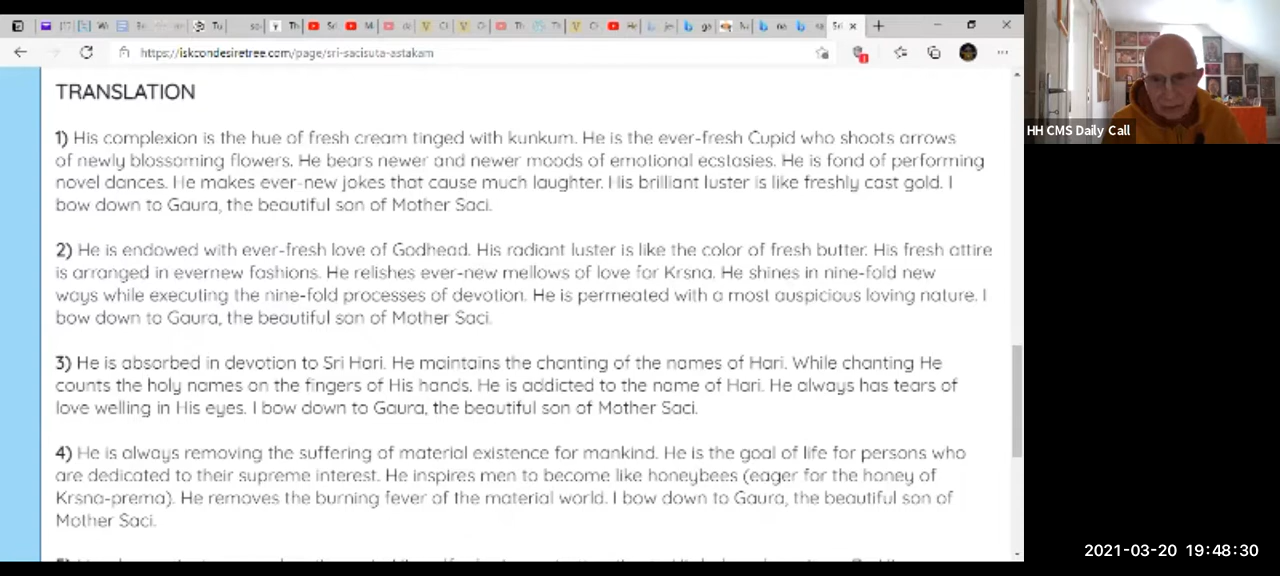 https://iskcondesiretree.com/page/sri-sacisuta-astakam
TRANSLATION
1) His complexion is the hue of fresh cream tinged with kunkum. He is the ever-fresh Cupid who shoots arrows
of newly blossoming flowers. He bears newer and newer moods of emotional ecstasies. He is fond of performing
novel dances. He makes ever-new jokes that cause much laughter. His brilliant luster is like freshly cast gold. I
bow down to Gaura, the beautiful son of Mother Saci.
2) He is endowed with ever-fresh love of Godhead. His radiant luster is like the color of fresh butter. His fresh attire
is arranged in evernew fashions. He relishes ever-new mellows of love for Krsna. He shines in nine-fold new
ways while executing the nine-fold processes of devotion. He is permeated with a most auspicious loving nature. I
bow down to Gaura, the beautiful son of Mother Saci.
3) He is absorbed in devotion to Sri Hari. He maintains the chanting of the names of Hari. While chanting He
counts the holy names on the fingers of His hands. He is addicted to the name of Hari. He always has tears of
love welling in His eyes. I bow down to Gaura, the beautiful son of Mother Saci.
4) He is always removing the suffering of material existence for mankind. He is the goal of life for persons who
are dedicated to their supreme interest. He inspires men to become like honeybees (eager for the honey of
Krsna-prema). He removes the burning fever of the material world. I bow down to Gaura, the beautiful son of
Mother Saci.
HH CMS Daily Call
2021-03-20 19:48:30